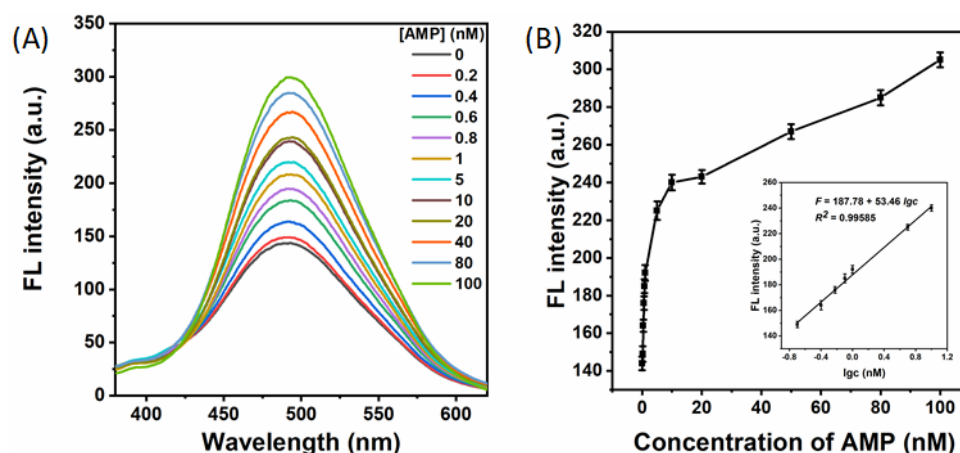 (A)
350
300
250
200
150
100
50
0
400 450 500 550 600
Wavelength (nm)
FL intensity (a.u.)
[AMP] (nM)
0
0.2
0.4
0.6
0.8
1
5
10
20
40
80
100
(B)
320
300
280
260
240
220
200
180
160
140
0 20 40 60 80 100
Concentration of AMP (nM)
FL intensity (a.u.)
260
240
220
200
180
160
140
-0.8 -0.4 0.0 0.4 0.8 1.2
lgc (nM)
FL intensity (a.u.)
F = 187.78 + 53.46 lgc
R² = 0.99585